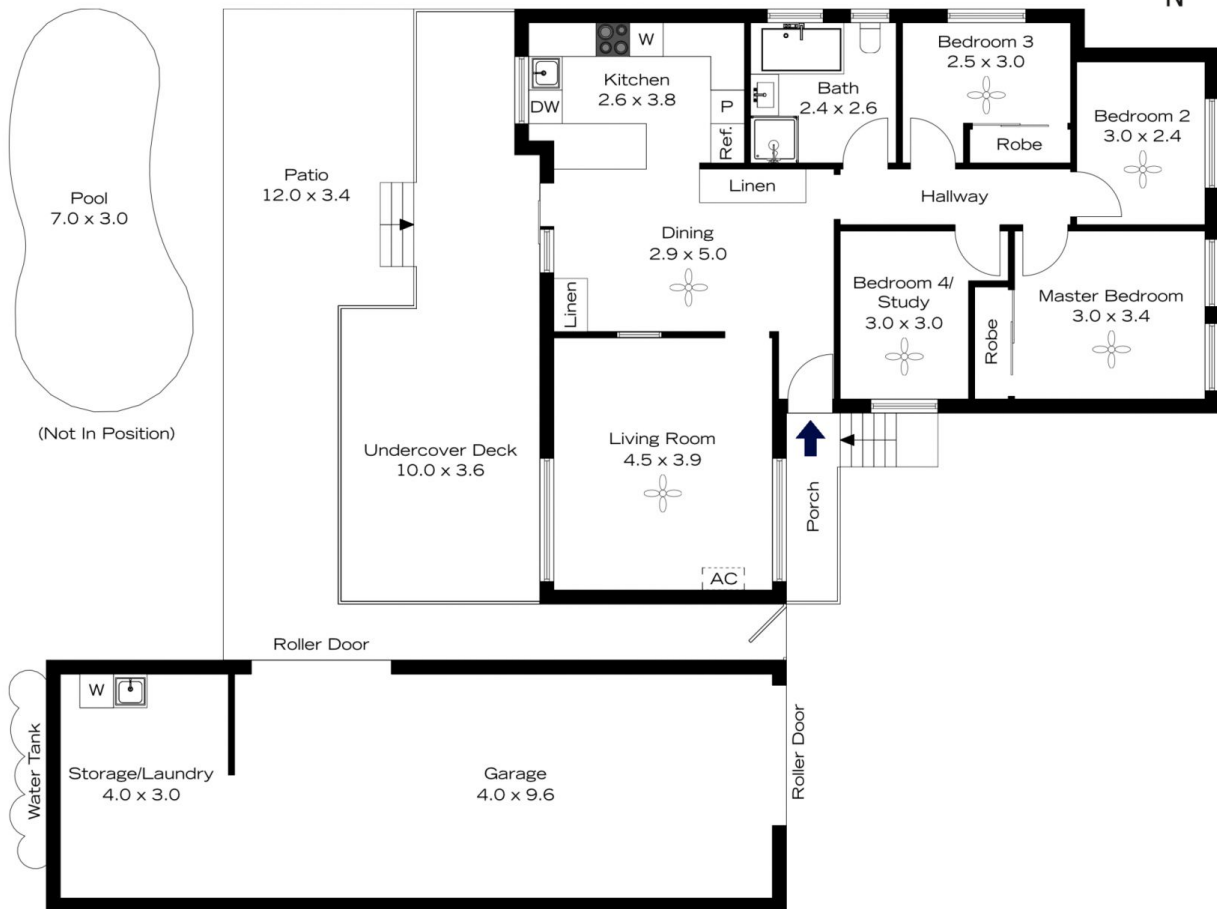 N
Pool
7.0 x 3.0
(Not In Position)
Patio
12.0 x 3.4
Undercover Deck
10.0 x 3.6
W
Kitchen
2.6 x 3.8
DW
P
Ref.
Bath
2.4 x 2.6
Bedroom 3
2.5 x 3.0
Robe
Bedroom 2
3.0 x 2.4
Linen
Hallway
Dining
2.9 x 5.0
Linen
Bedroom 4/
Study
3.0 x 3.0
Robe
Master Bedroom
3.0 x 3.4
Living Room
4.5 x 3.9
AC
Porch
Roller Door
W
Storage/Laundry
4.0 x 3.0
Water Tank
Garage
4.0 x 9.6
Roller Door